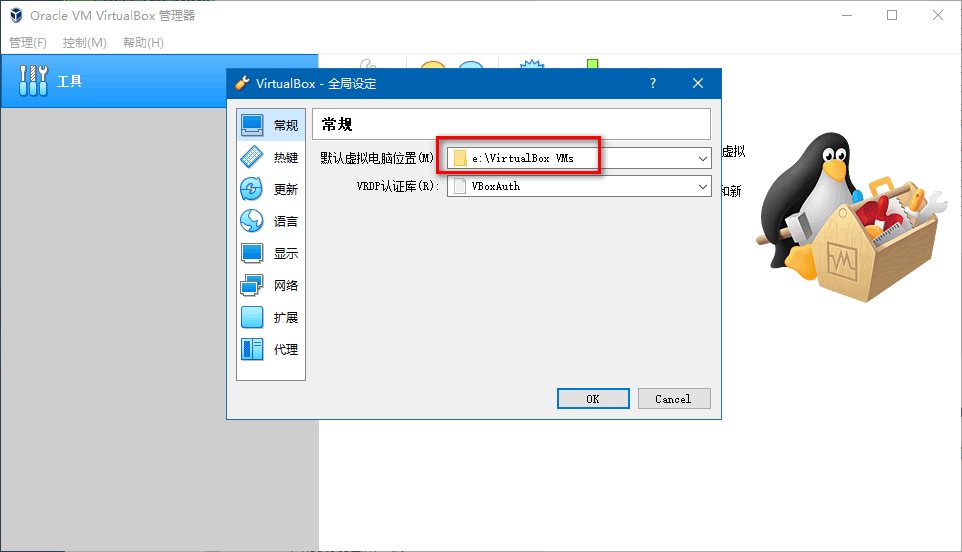 Oracle VM VirtualBox 管理器
管理(F) 控制(M) 帮助(H)
工具
VirtualBox - 全局设定
?
常规
热键
更新
语言
显示
网络
扩展
代理
常规
默认虚拟电脑位置(M)
e:\VirtualBox VMs
VRDP认证库(R):
VBoxAuth
OK
Cancel
虚拟
和新